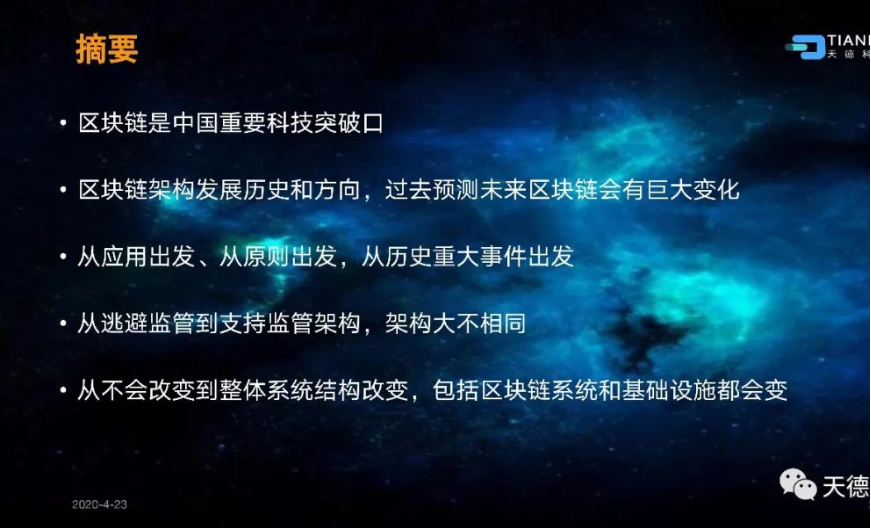 摘要
TIAN
天德科
• 区块链是中国重要科技突破口
• 区块链架构发展历史和方向，过去预测未来区块链会有巨大变化
• 从应用出发、从原则出发，从历史重大事件出发
• 从逃避监管到支持监管架构，架构大不相同
• 从不会改变到整体系统结构改变，包括区块链系统和基础设施都会变
2020-4-23
天德